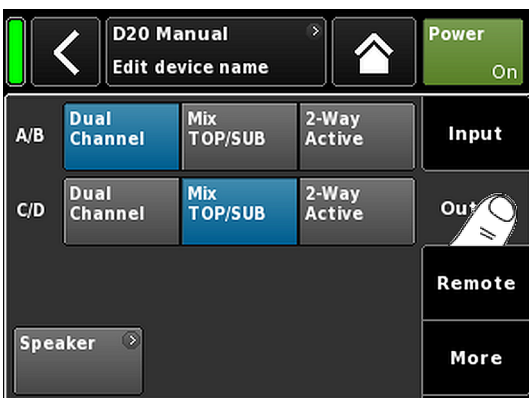 D20 Manual
Edit device name
Power
On
A/B
Dual
Channel
Mix
TOP/SUB
2-Way
Active
Input
C/D
Dual
Channel
Mix
TOP/SUB
2-Way
Active
Remote
Speaker
More